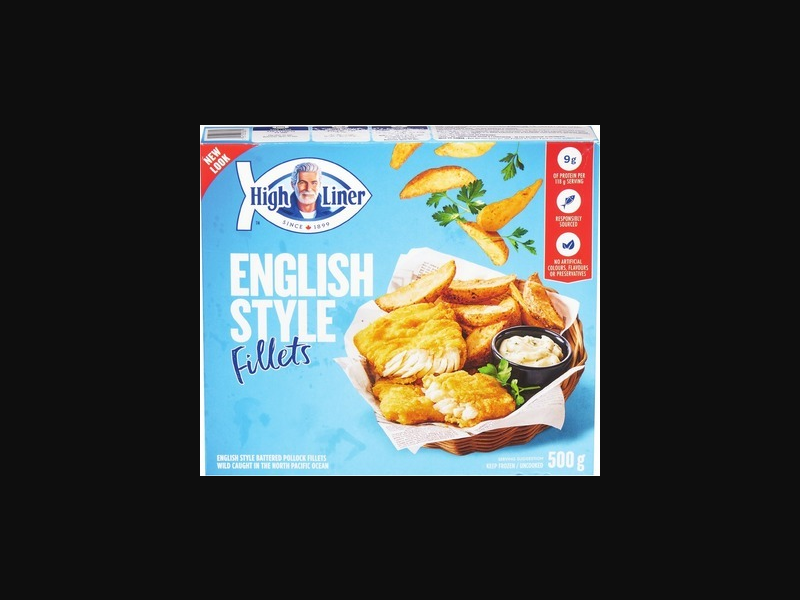 NEW
LOOK
High Liner
SINCE 1899
ENGLISH
STYLE
Fillets
9g
OF PROTEIN PER
118 g SERVING
RESPONSIBLY
SOURCED
NO ARTIFICIAL
COLOURS, FLAVOURS
OR PRESERVATIVES
ENGLISH STYLE BATTERED POLLOCK FILLETS
WILD CAUGHT IN THE NORTH PACIFIC OCEAN
KEEP FROZEN / UNCOOKED
500 g